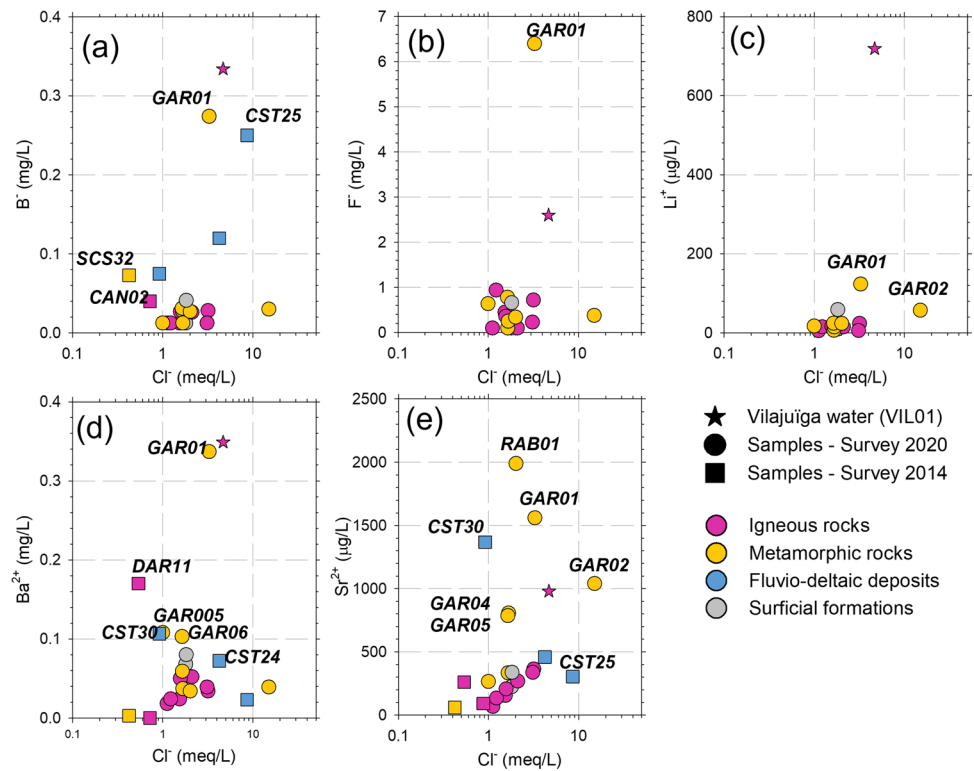 (a)
0.4
0.3
0.2
0.1
0.0
B⁻ (mg/L)
GAR01
CST25
SCS32
CAN02
0.1
1
10
Cl⁻ (meq/L)
(b)
7
6
5
4
3
2
1
0
F⁻ (mg/L)
GAR01
0.1
1
10
Cl⁻ (meq/L)
(c)
800
600
400
200
0
Li⁺ (μg/L)
GAR01
GAR02
0.1
1
10
Cl⁻ (meq/L)
(d)
0.4
0.3
0.2
0.1
0.0
Ba²⁺ (mg/L)
GAR01
DAR11
GAR005
CST30
GAR06
CST24
0.1
1
10
Cl⁻ (meq/L)
(e)
2500
2000
1500
1000
500
0
Sr²⁺ (μg/L)
RAB01
GAR01
CST30
GAR02
GAR04
GAR05
CST25
0.1
1
10
Cl⁻ (meq/L)
Vilajuïga water (VIL01)
Samples - Survey 2020
Samples - Survey 2014
Igneous rocks
Metamorphic rocks
Fluvio-deltaic deposits
Surficial formations